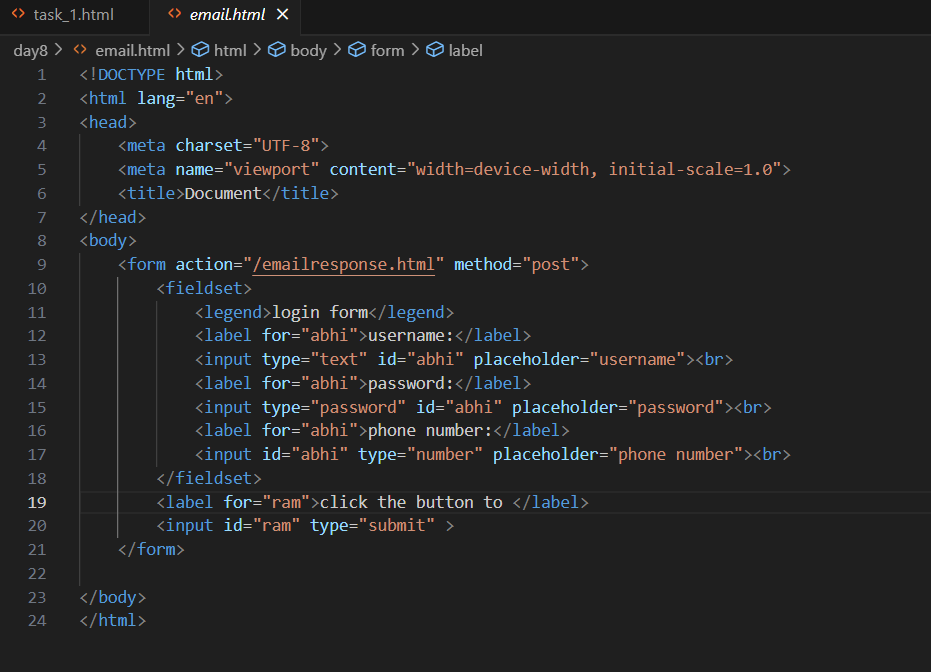 task_1.html email.html
day8 > email.html > html > body > form > label
1 <!DOCTYPE html>
2 <html lang="en">
3 <head>
4     <meta charset="UTF-8">
5     <meta name="viewport" content="width=device-width, initial-scale=1.0">
6     <title>Document</title>
7 </head>
8 <body>
9     <form action="/emailresponse.html" method="post">
10         <fieldset>
11             <legend>login form</legend>
12             <label for="abhi">username:</label>
13             <input type="text" id="abhi" placeholder="username"><br>
14             <label for="abhi">password:</label>
15             <input type="password" id="abhi" placeholder="password"><br>
16             <label for="abhi">phone number:</label>
17             <input id="abhi" type="number" placeholder="phone number"><br>
18         </fieldset>
19         <label for="ram">click the button to </label>
20         <input id="ram" type="submit" >
21     </form>
22
23 </body>
24 </html>